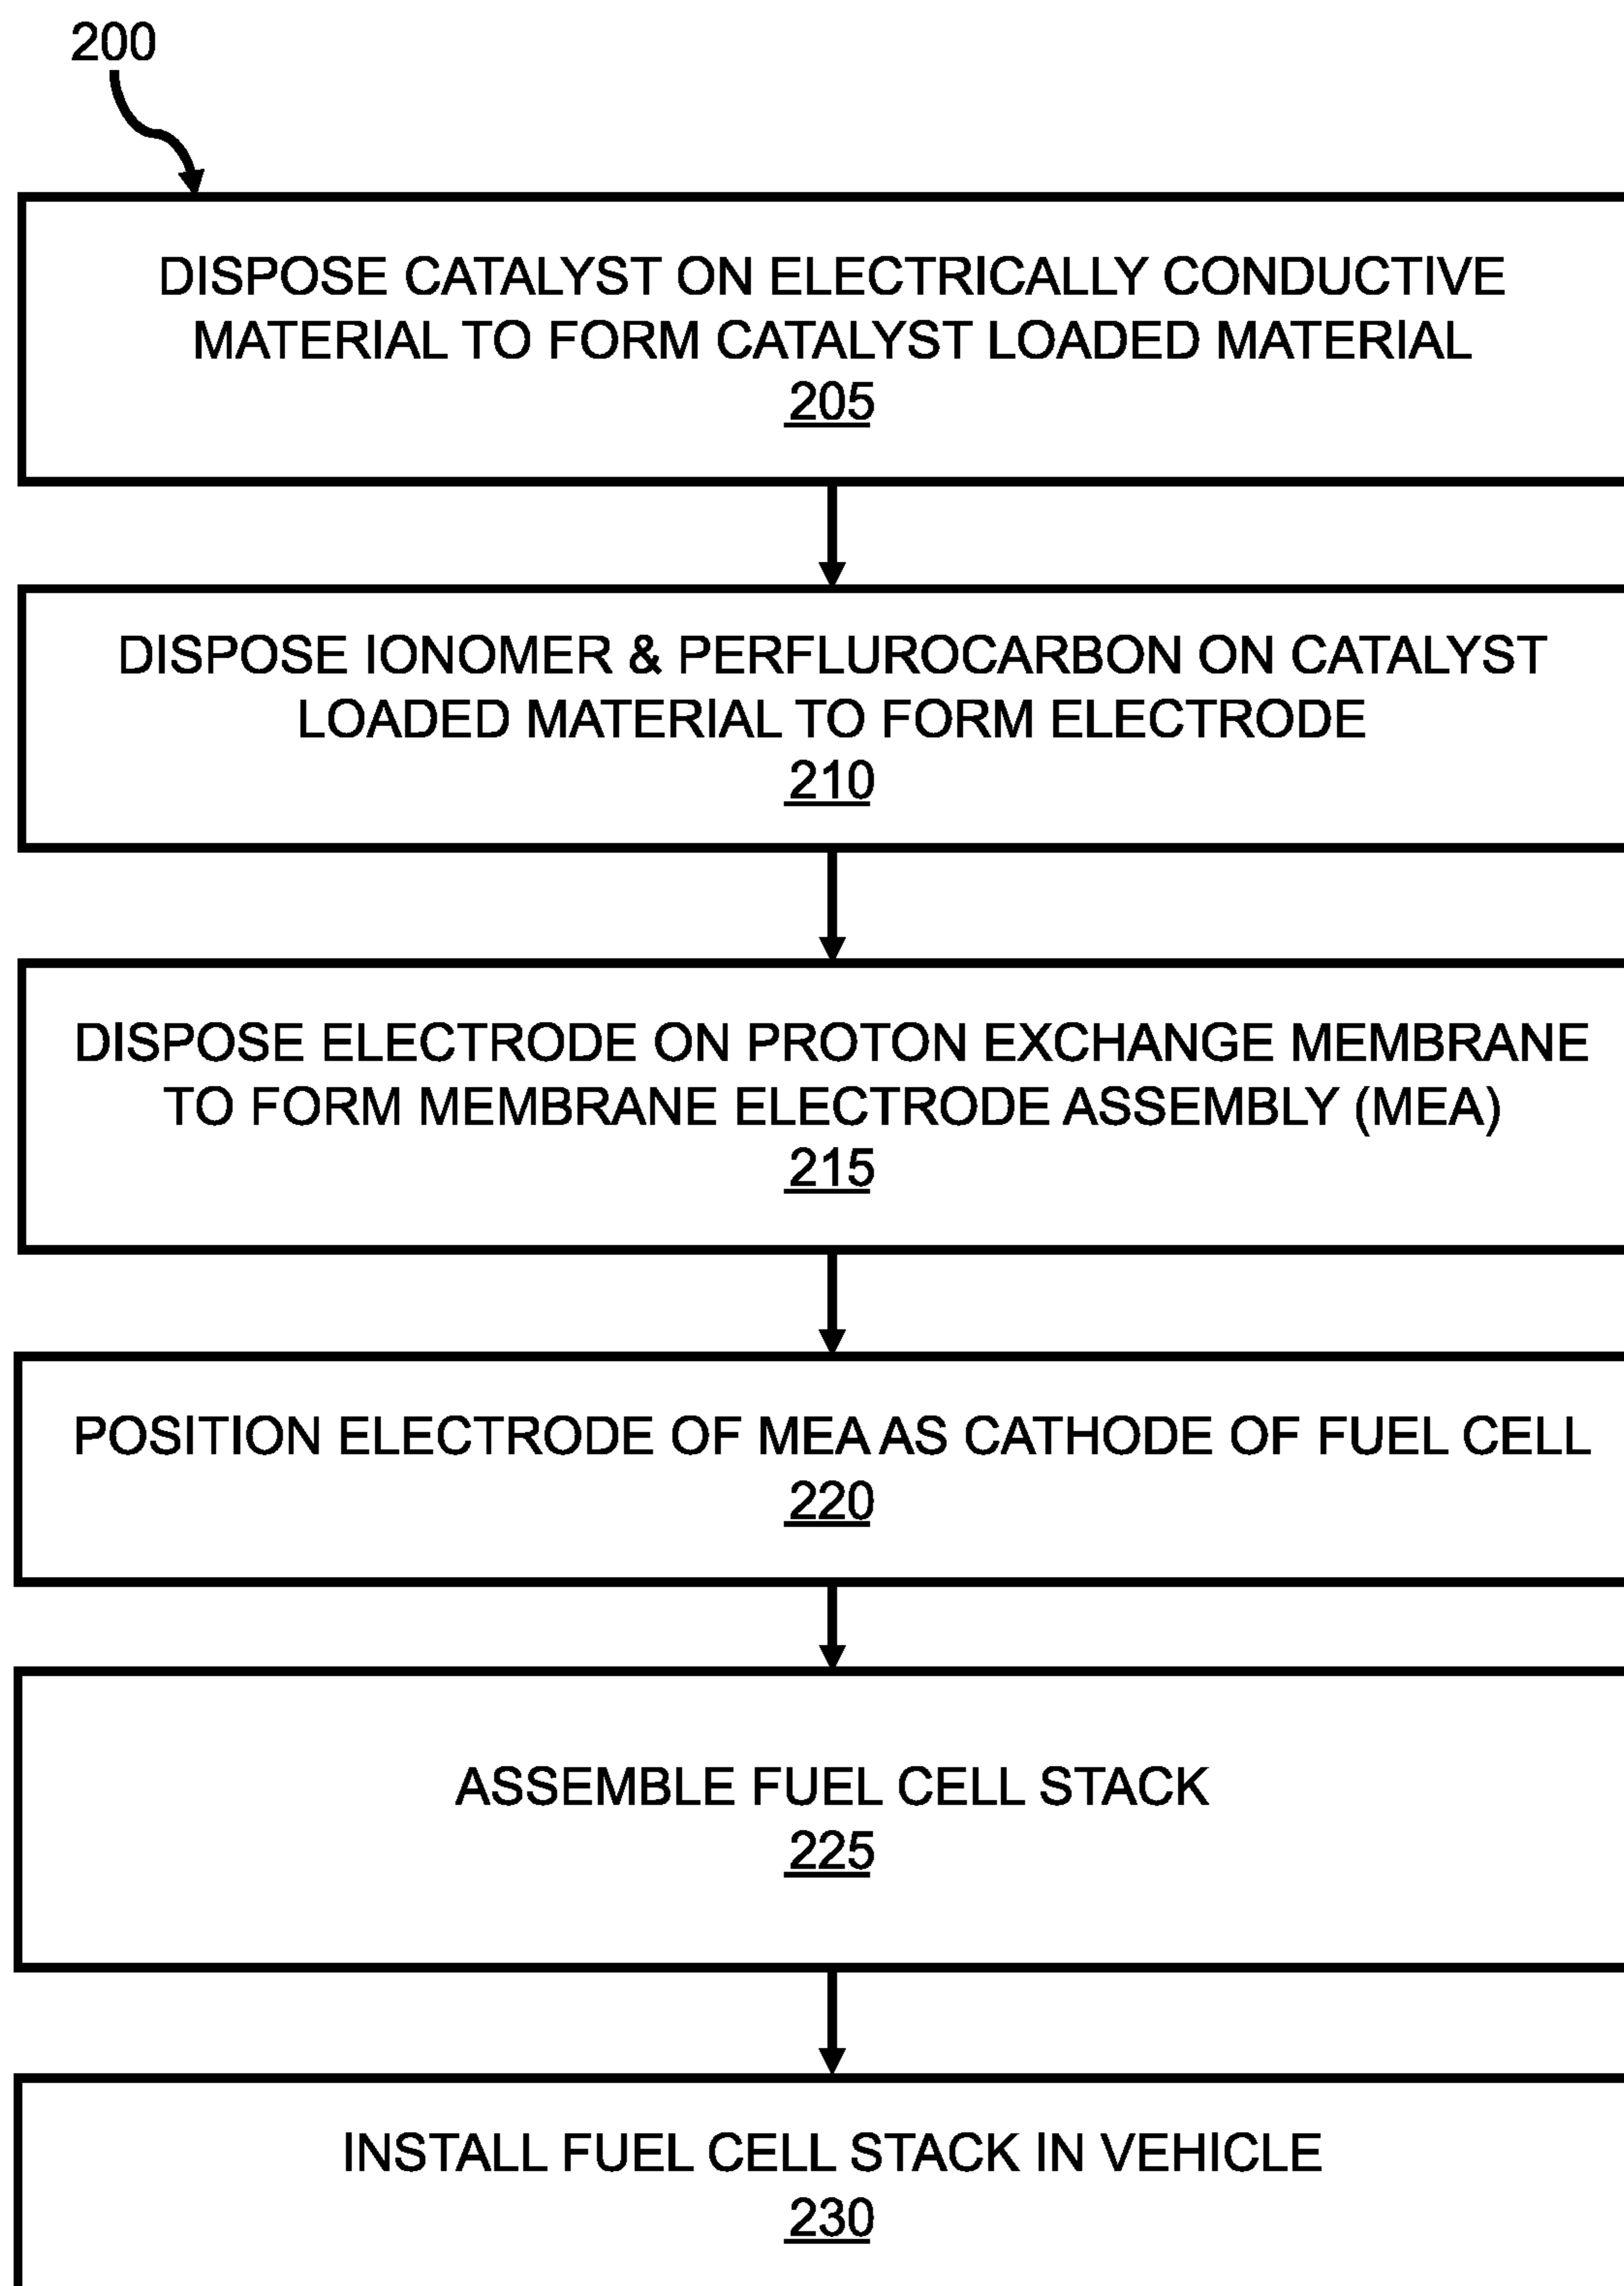 200
DISPOSE CATALYST ON ELECTRICALLY CONDUCTIVE
MATERIAL TO FORM CATALYST LOADED MATERIAL
205
DISPOSE IONOMER & PERFLUROCARBON ON CATALYST
LOADED MATERIAL TO FORM ELECTRODE
210
DISPOSE ELECTRODE ON PROTON EXCHANGE MEMBRANE
TO FORM MEMBRANE ELECTRODE ASSEMBLY (MEA)
215
POSITION ELECTRODE OF MEA AS CATHODE OF FUEL CELL
220
ASSEMBLE FUEL CELL STACK
225
INSTALL FUEL CELL STACK IN VEHICLE
230